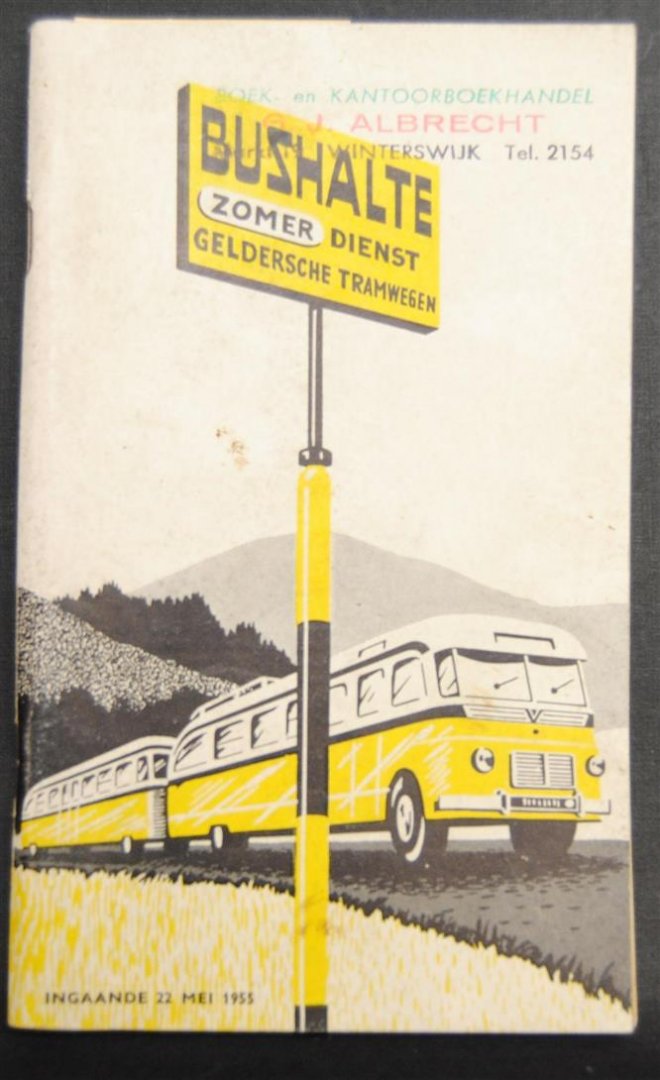 BOEK- en KANTOORBOEKHANDEL
J. ALBRECHT
WINTERSWIJK Tel. 2154
BUSHALTE
ZOMER DIENST
GELDERSCHE TRAMWEGEN
INGAANDE 22 MEI 1955